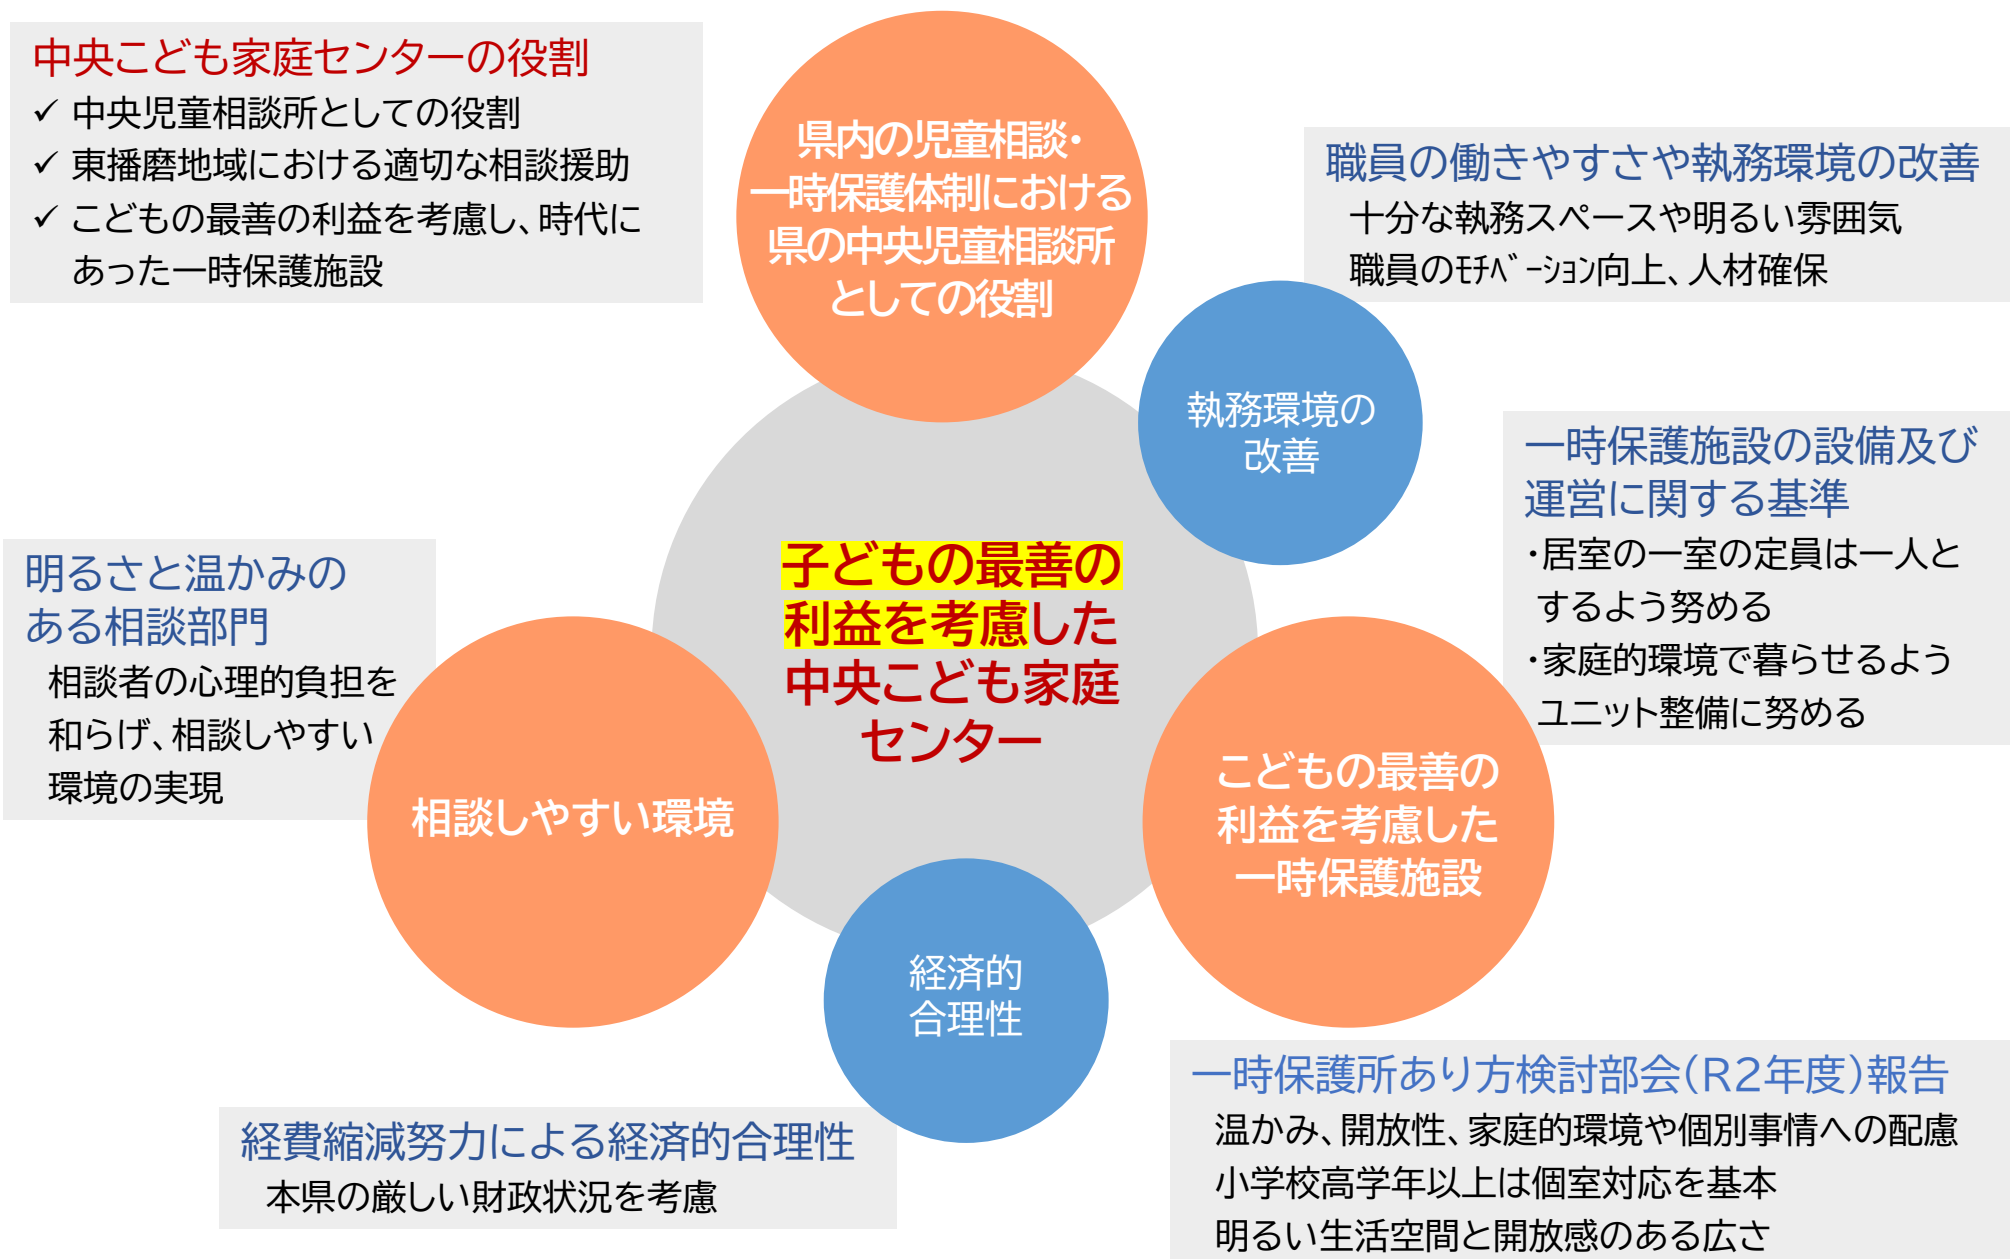 中央こども家庭センターの役割
✓ 中央児童相談所としての役割
✓ 東播磨地域における適切な相談援助
✓ こどもの最善の利益を考慮し、時代に
あった一時保護施設
県内の児童相談・
一時保護体制における
県の中央児童相談所
としての役割
職員の働きやすさや執務環境の改善
十分な執務スペースや明るい雰囲気
職員のﾓﾁﾍﾞｰｼｮﾝ向上、人材確保
執務環境の
改善
一時保護施設の設備及び
運営に関する基準
・居室の一室の定員は一人と
するよう努める
・家庭的環境で暮らせるよう
ユニット整備に努める
子どもの最善の
利益を考慮した
中央こども家庭
センター
明るさと温かみの
ある相談部門
相談者の心理的負担を
和らげ、相談しやすい
環境の実現
相談しやすい環境
こどもの最善の
利益を考慮した
一時保護施設
経済的
合理性
一時保護所あり方検討部会(R2年度)報告
温かみ、開放性、家庭的環境や個別事情への配慮
小学校高学年以上は個室対応を基本
明るい生活空間と開放感のある広さ
経費縮減努力による経済的合理性
本県の厳しい財政状況を考慮